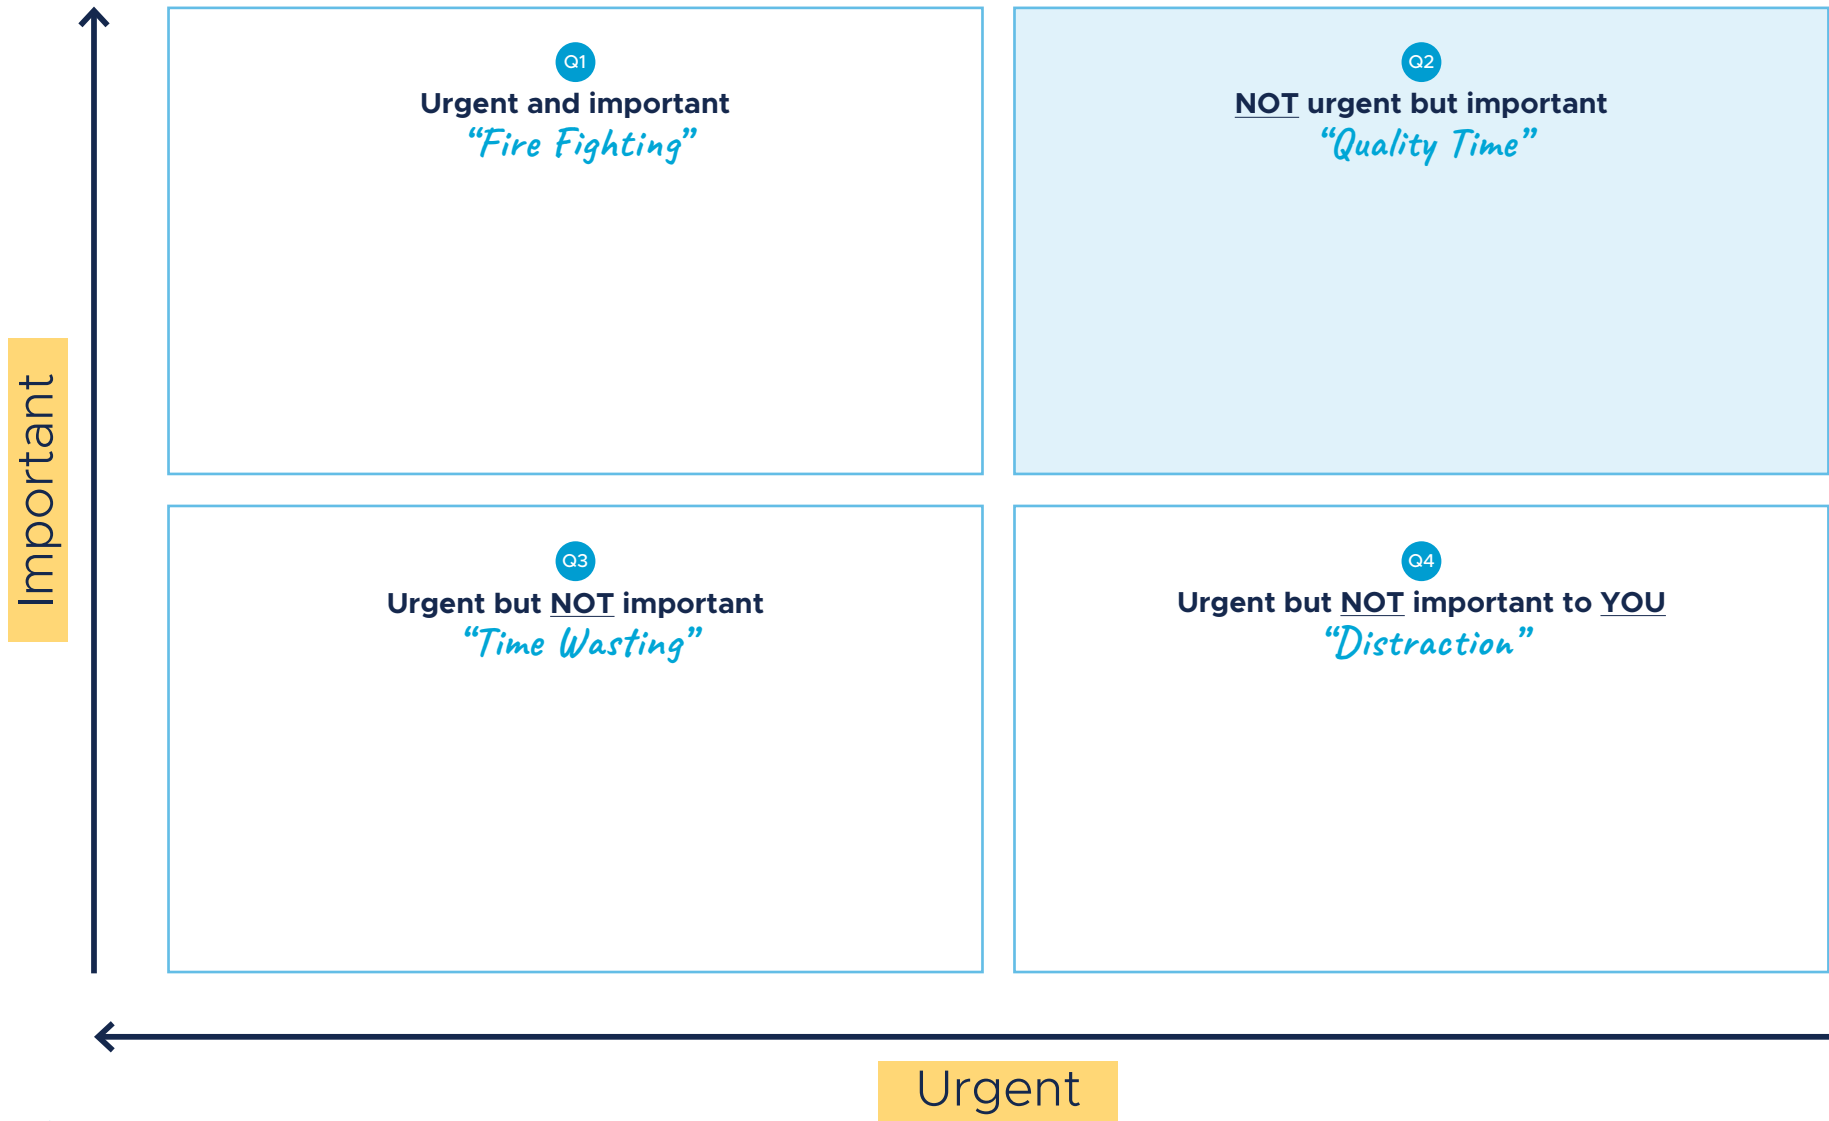 Q1
Urgent and important
“Fire Fighting”
Q2
NOT urgent but important
“Quality Time”
Important
Q3
Urgent but NOT important
“Time Wasting”
Q4
Urgent but NOT important to YOU
“Distraction”
Urgent